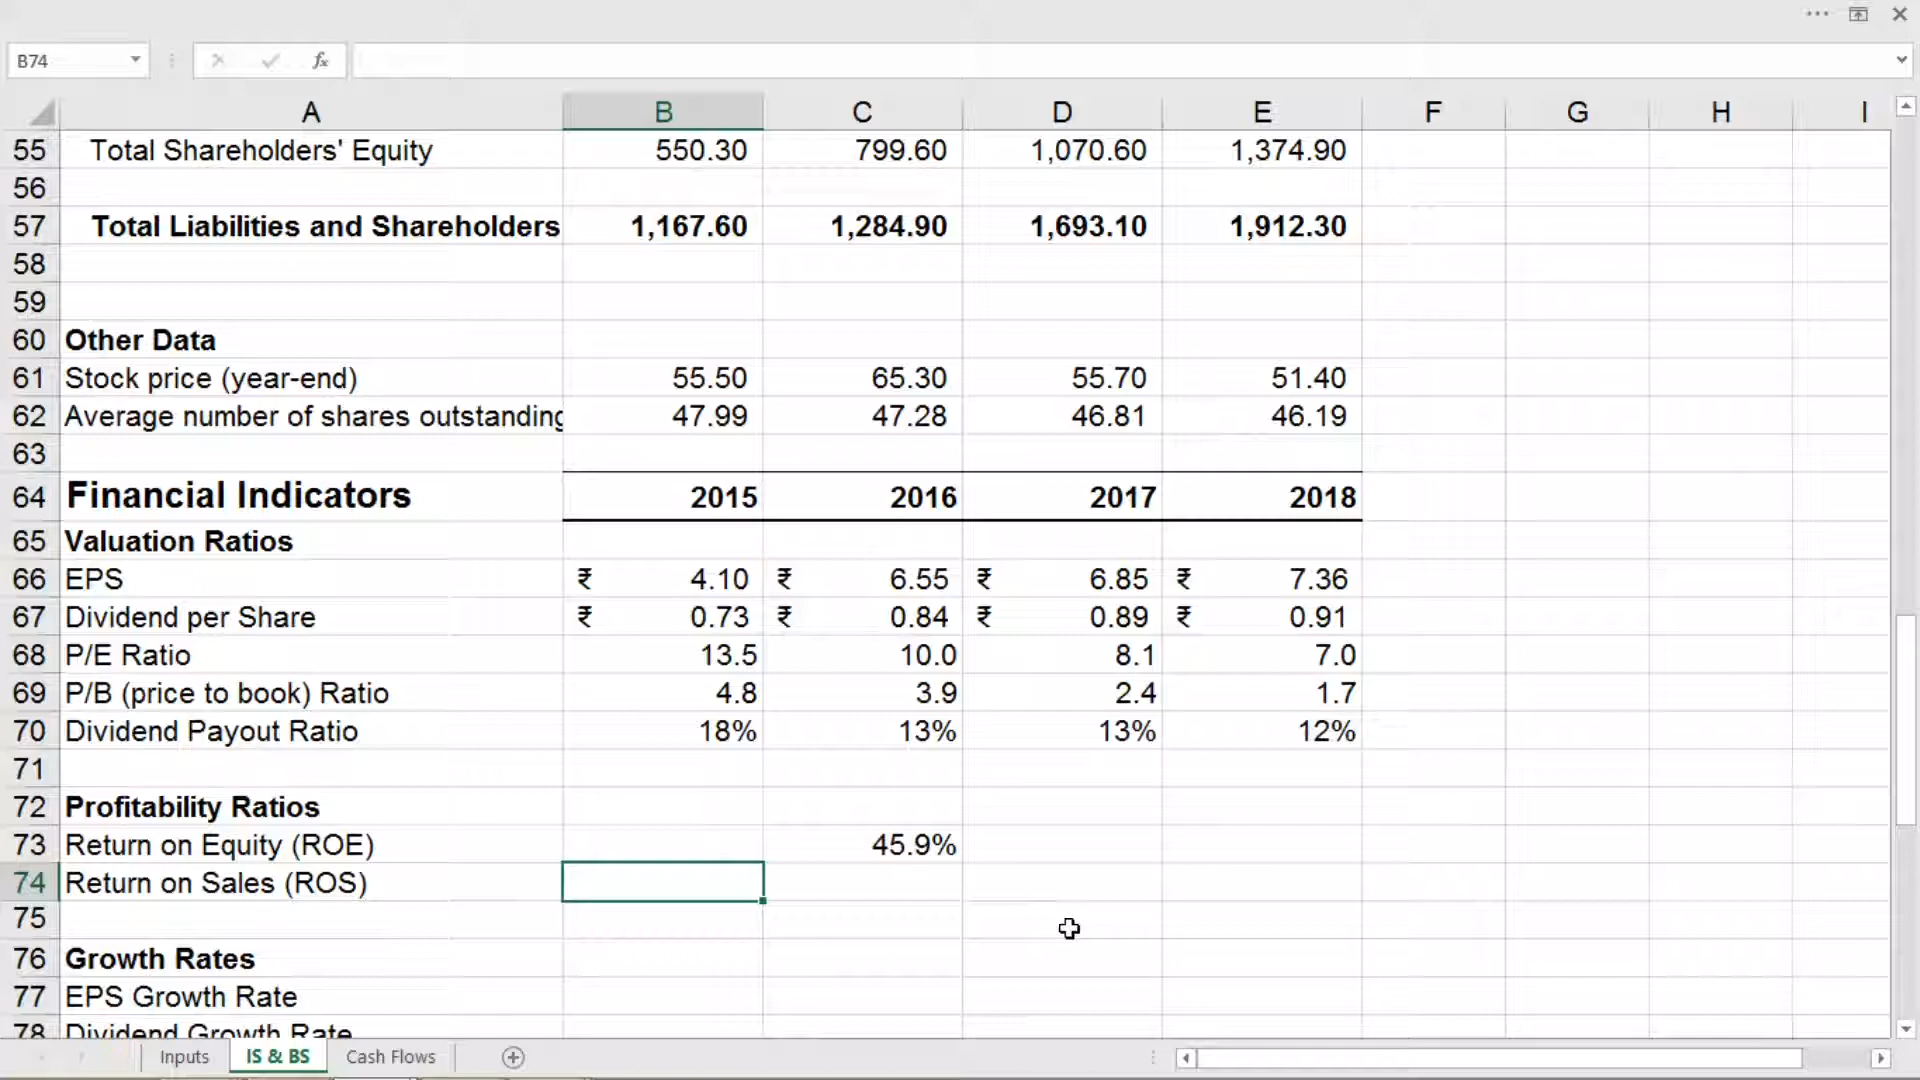 B74 fx
A B C D E F G H I
55 Total Shareholders' Equity 550.30 799.60 1,070.60 1,374.90
56
57 Total Liabilities and Shareholders 1,167.60 1,284.90 1,693.10 1,912.30
58
59
60 Other Data
61 Stock price (year-end) 55.50 65.30 55.70 51.40
62 Average number of shares outstanding 47.99 47.28 46.81 46.19
63
64 Financial Indicators 2015 2016 2017 2018
65 Valuation Ratios
66 EPS ₹ 4.10 ₹ 6.55 ₹ 6.85 ₹ 7.36
67 Dividend per Share ₹ 0.73 ₹ 0.84 ₹ 0.89 ₹ 0.91
68 P/E Ratio 13.5 10.0 8.1 7.0
69 P/B (price to book) Ratio 4.8 3.9 2.4 1.7
70 Dividend Payout Ratio 18% 13% 13% 12%
71
72 Profitability Ratios
73 Return on Equity (ROE) 45.9%
74 Return on Sales (ROS)
75
76 Growth Rates
77 EPS Growth Rate
78 Dividend Growth Rate
Inputs IS & BS Cash Flows